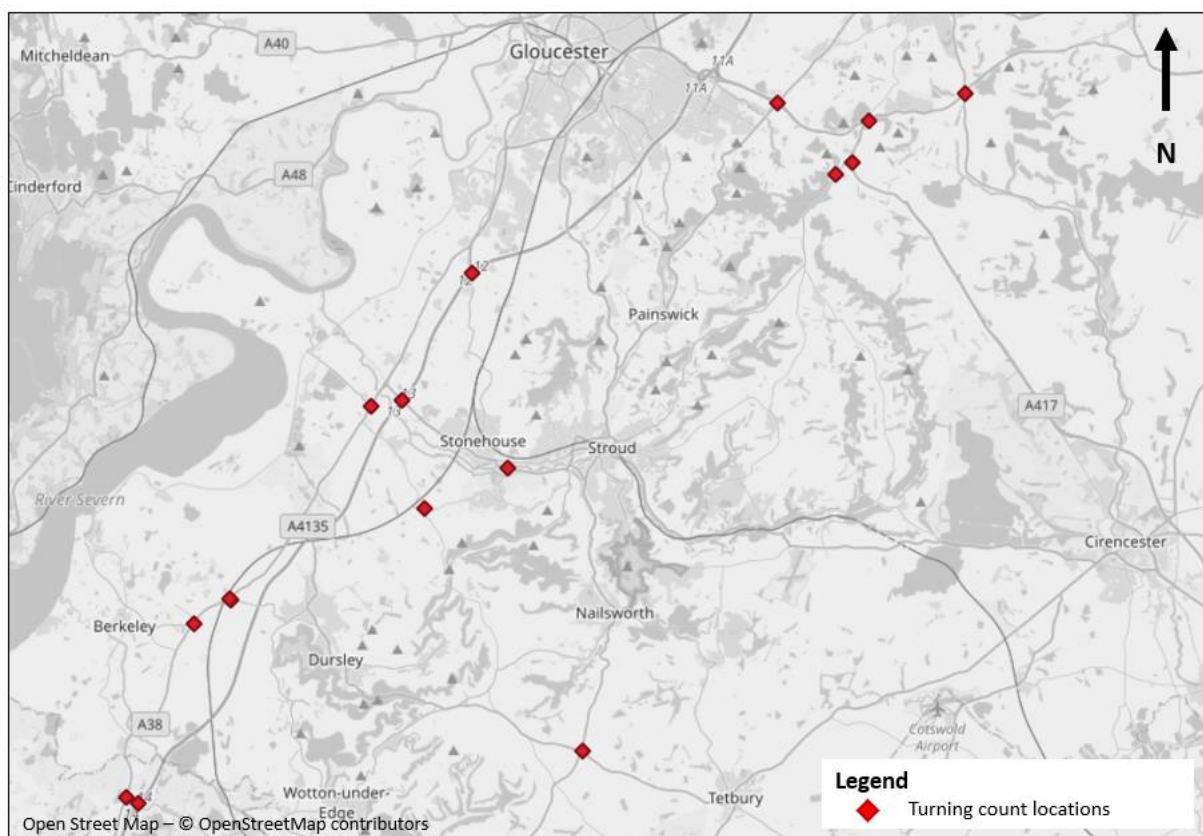 Gloucester
A40
Mitcheldean
11A
11A
N
A48
Cinderford
12
12
Painswick
13
13
A417
Stonehouse
Stroud
River Severn
A4135
Cirencester
Berkeley
Nailsworth
Dursley
A38
Cotswold
Airport
Wotton-under-
Edge
Tetbury
14
Legend
Turning count locations
Open Street Map – © OpenStreetMap contributors